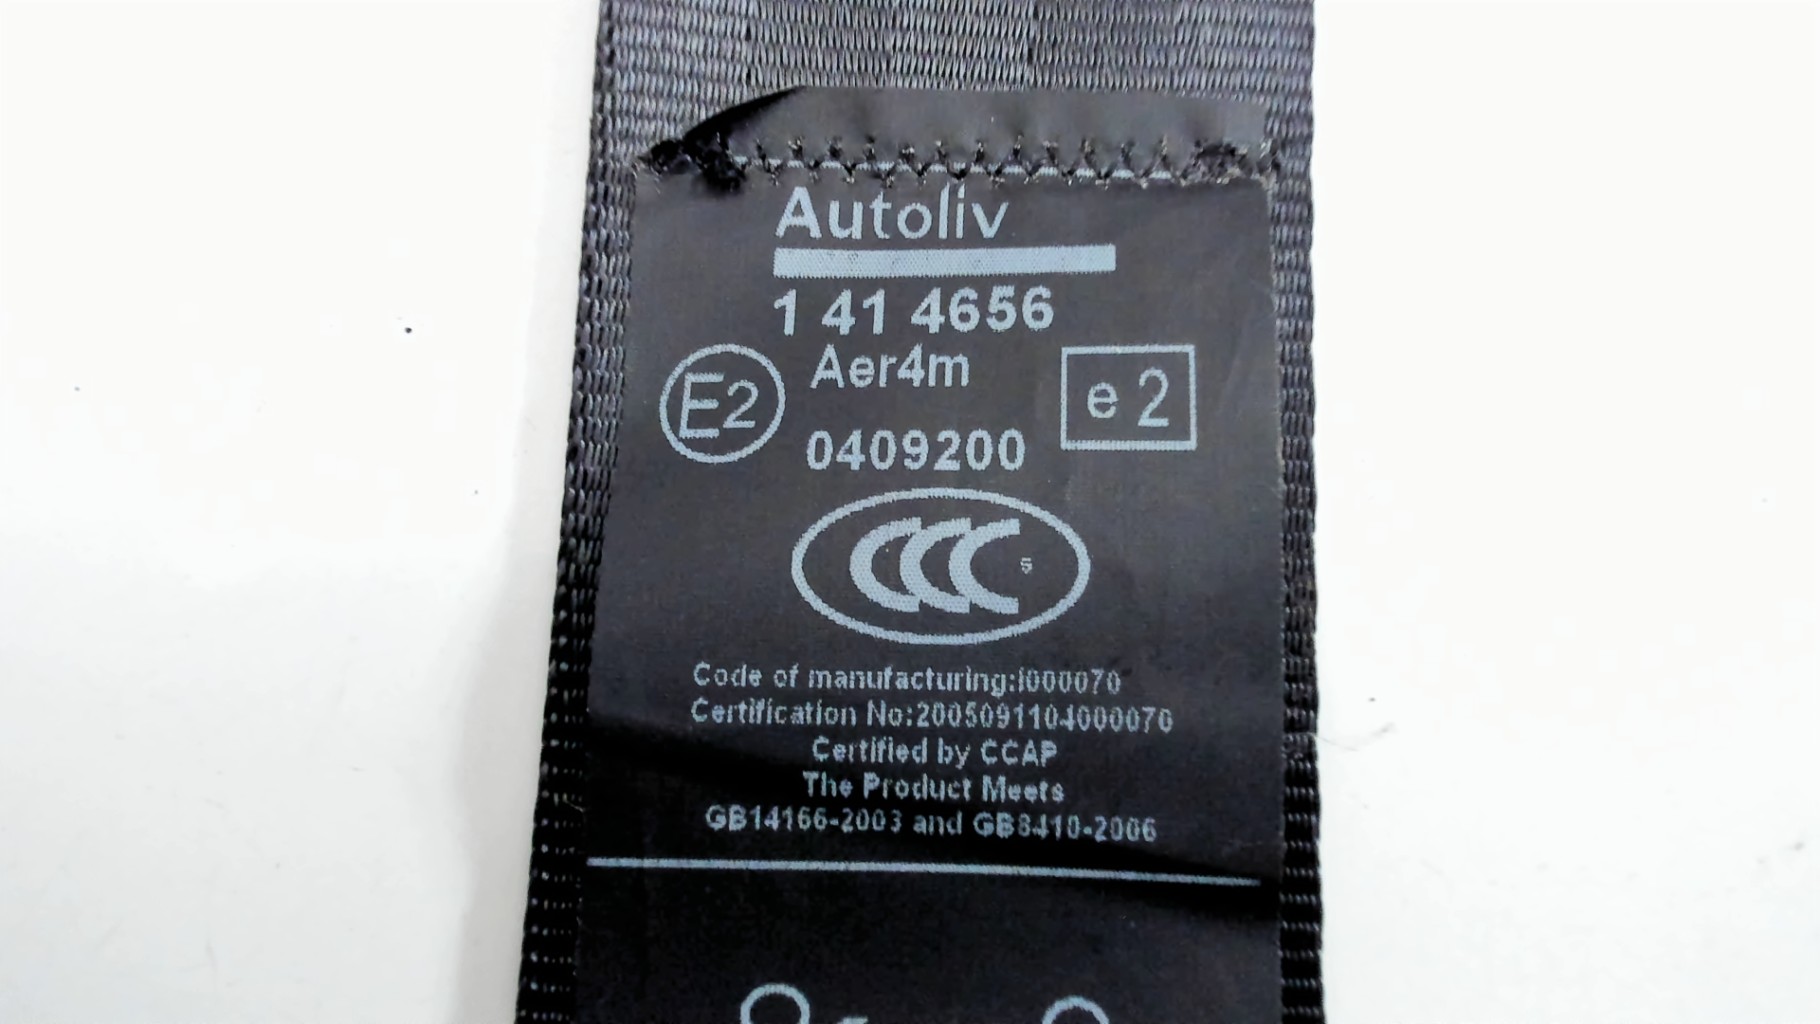 Autoliv
1 41 4656
Aer4m
E2
e2
0409200
CCC S
Code of manufacturing:I000070
Certification No:2005091104000070
Certified by CCAP
The Product Meets
GB14166-2003 and GB8410-2006